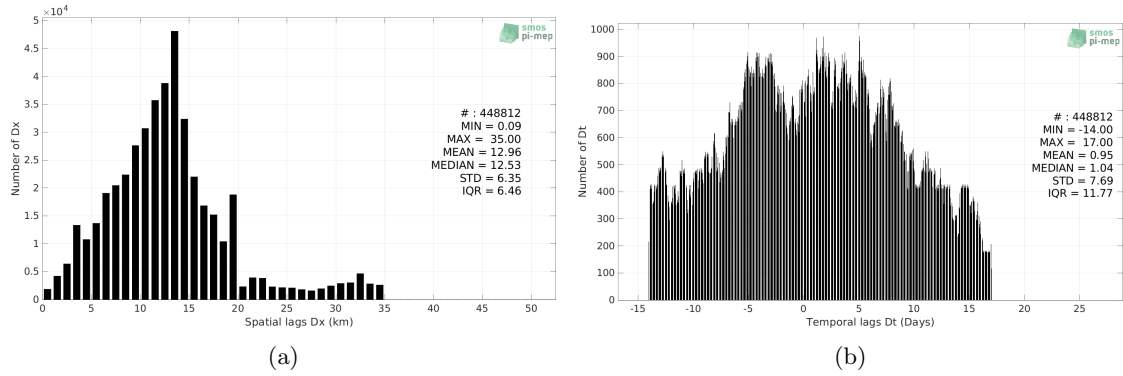 ×10⁴
5
4.5
4
3.5
3
2.5
2
1.5
1
0.5
0
Number of Dx
0 5 10 15 20 25 30 35 40 45 50
Spatial lags Dx (km)
smos
pi-mep
# : 448812
MIN = 0.09
MAX = 35.00
MEAN = 12.96
MEDIAN = 12.53
STD = 6.35
IQR = 6.46
(a)
1000
900
800
700
600
500
400
300
200
100
0
Number of Dt
-15 -10 -5 0 5 10 15 20 25
Temporal lags Dt (Days)
smos
pi-mep
# : 448812
MIN = -14.00
MAX = 17.00
MEAN = 0.95
MEDIAN = 1.04
STD = 7.69
IQR = 11.77
(b)